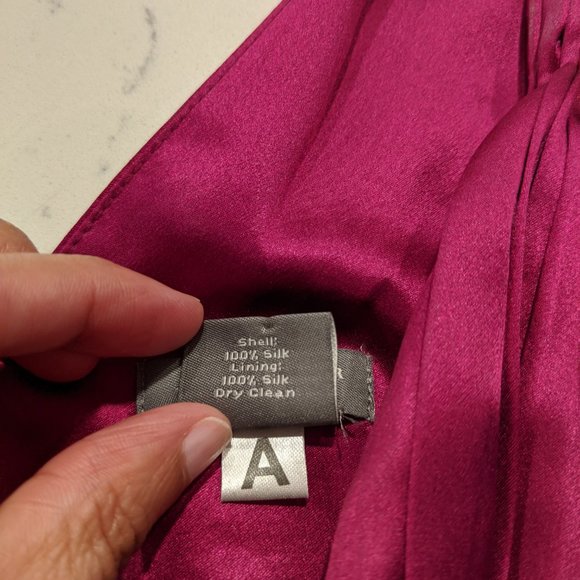 Shell:
100% Silk
Lining:
100% Silk
Dry Clean
A